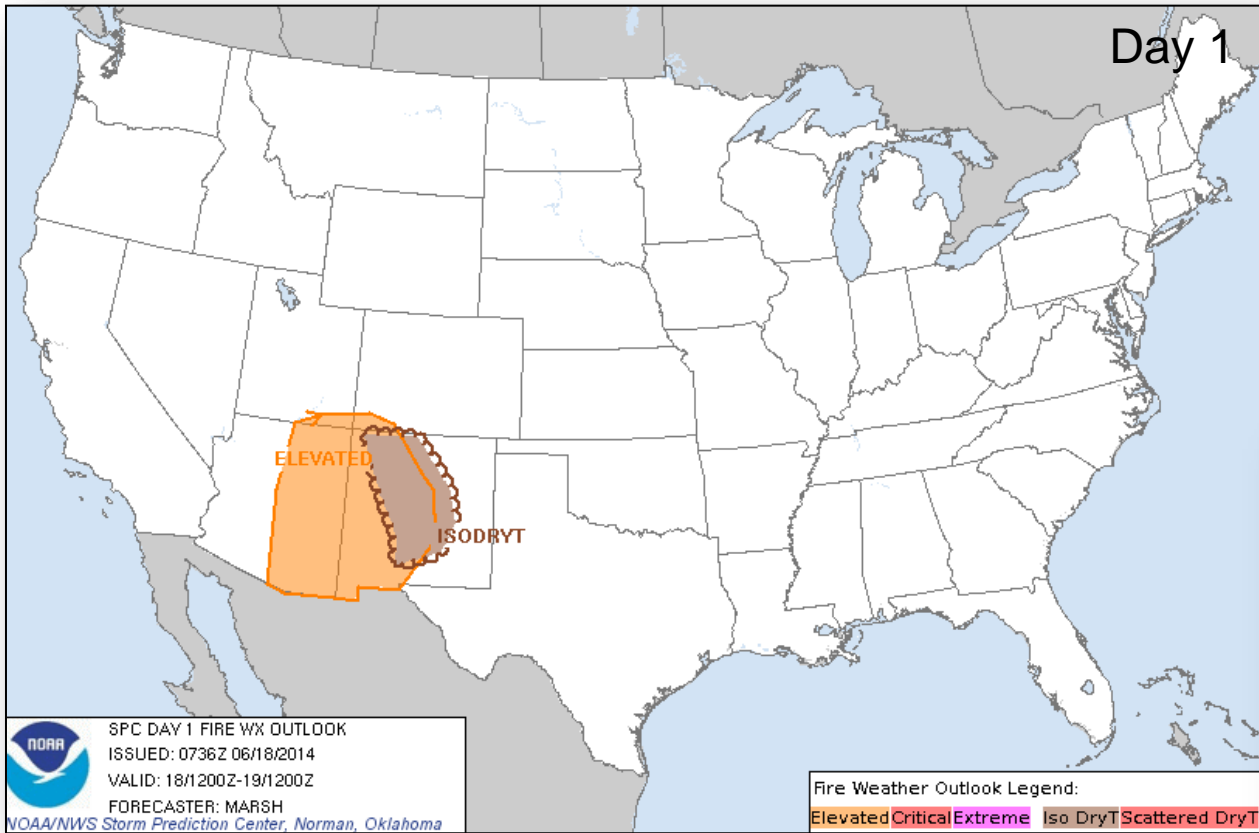 Day 1
ELEVATED
ISODRYT
NOAA
SPC DAY 1 FIRE WX OUTLOOK
ISSUED: 0736Z 06/18/2014
VALID: 18/1200Z-19/1200Z
FORECASTER: MARSH
NOAA/NWS Storm Prediction Center, Norman, Oklahoma
Fire Weather Outlook Legend:
Elevated Critical Extreme Iso DryT Scattered DryT